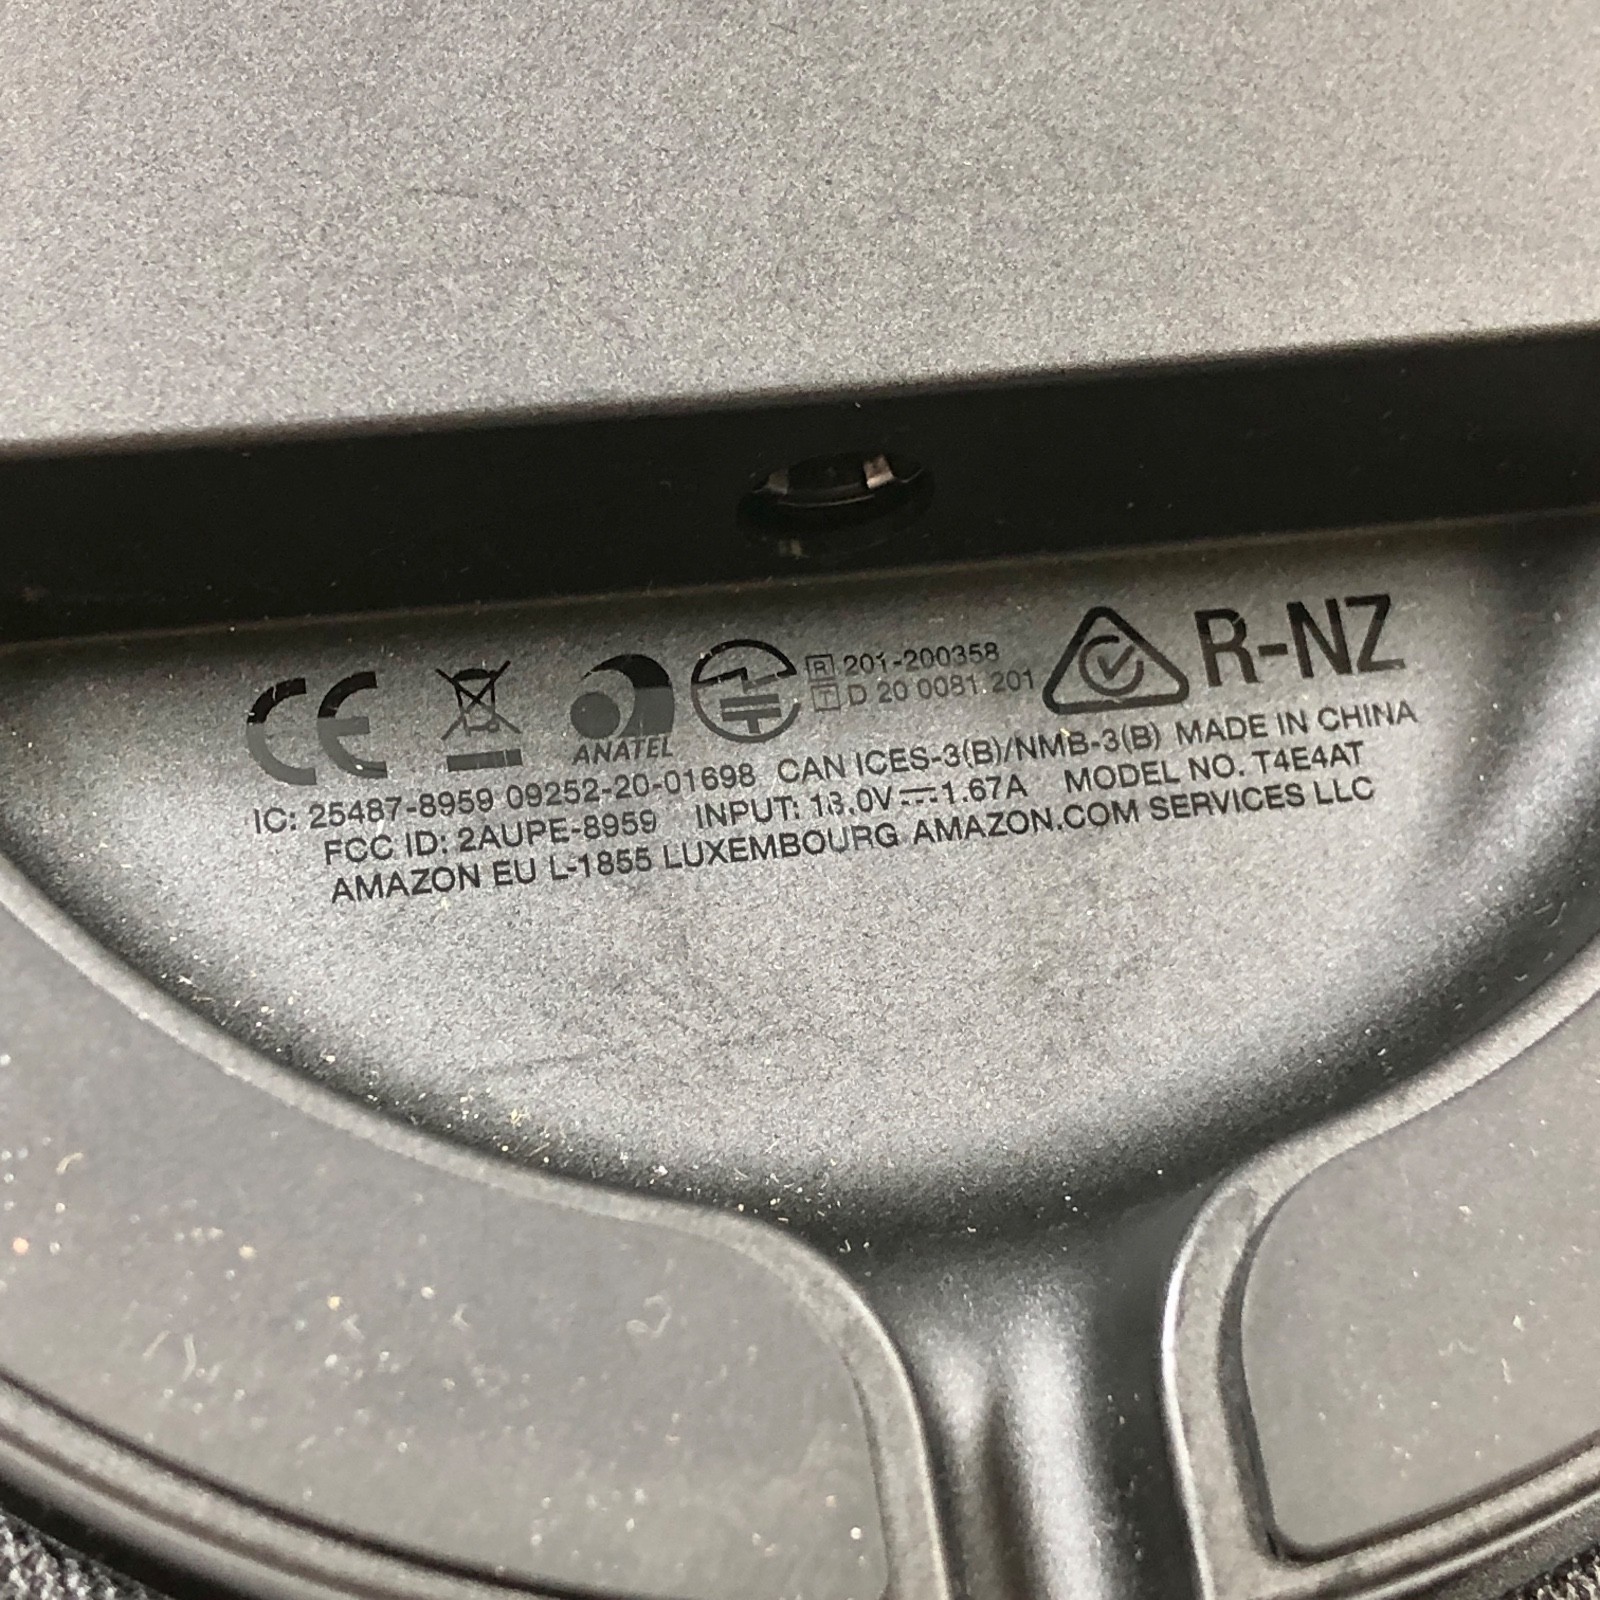 CE ANATEL R 201-200358 R-NZ
T D 20 0081 201
IC: 25487-8959 09252-20-01698 CAN ICES-3(B)/NMB-3(B) MADE IN CHINA
FCC ID: 2AUPE-8959 INPUT: 18.0V⎓1.67A MODEL NO. T4E4AT
AMAZON EU L-1855 LUXEMBOURG AMAZON.COM SERVICES LLC